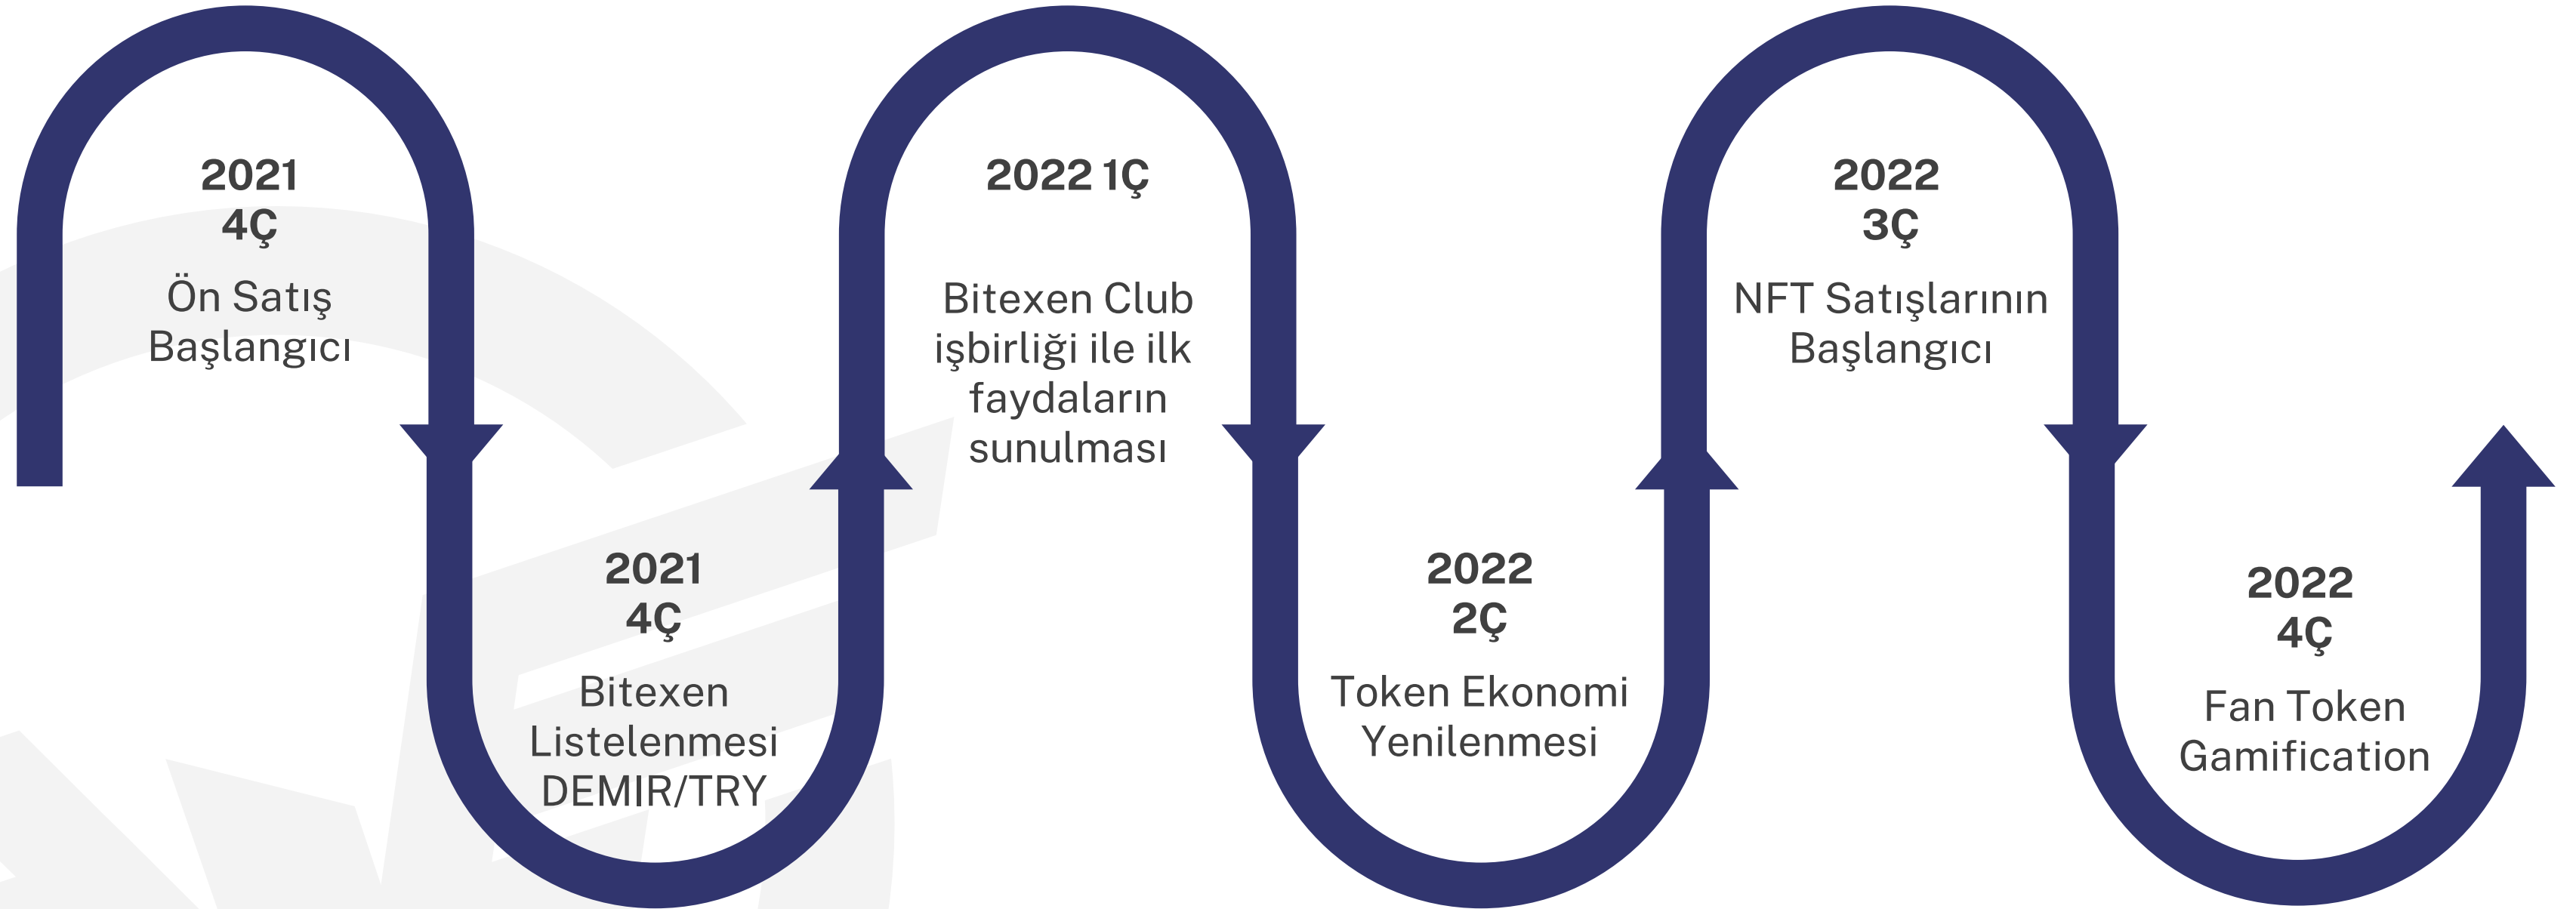 2021
4Ç
Ön Satış
Başlangıcı
2021
4Ç
Bitexen
Listelenmesi
DEMIR/TRY
2022 1Ç
Bitexen Club
işbirliği ile ilk
faydaların
sunulması
2022
2Ç
Token Ekonomi
Yenilenmesi
2022
3Ç
NFT Satışlarının
Başlangıcı
2022
4Ç
Fan Token
Gamification